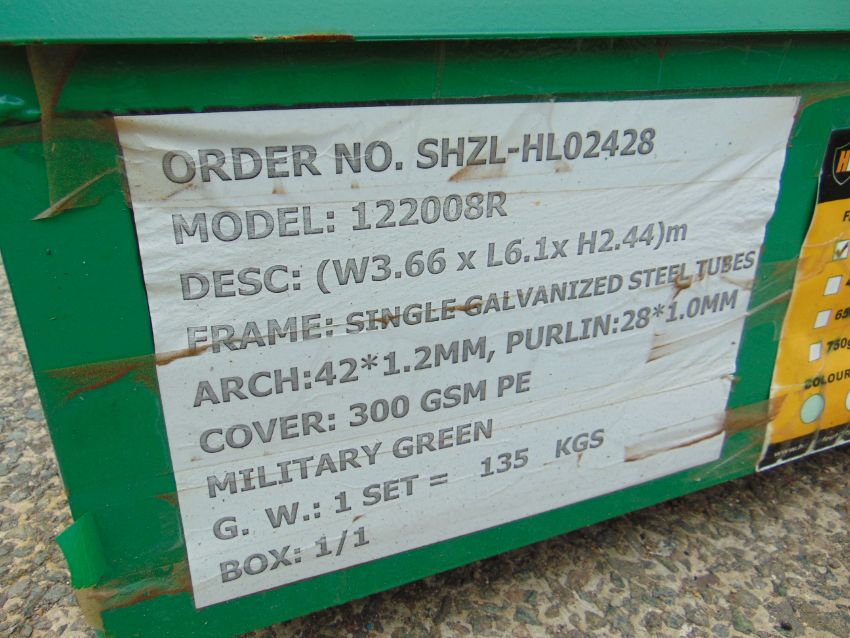 ORDER NO. SHZL-HL02428
MODEL: 122008R
DESC: (W3.66 x L6.1x H2.44)m
FRAME: SINGLE GALVANIZED STEEL TUBES
ARCH:42*1.2MM, PURLIN:28*1.0MM
COVER: 300 GSM PE
MILITARY GREEN
G. W.: 1 SET = 135 KGS
BOX: 1/1
750g
COLOUR